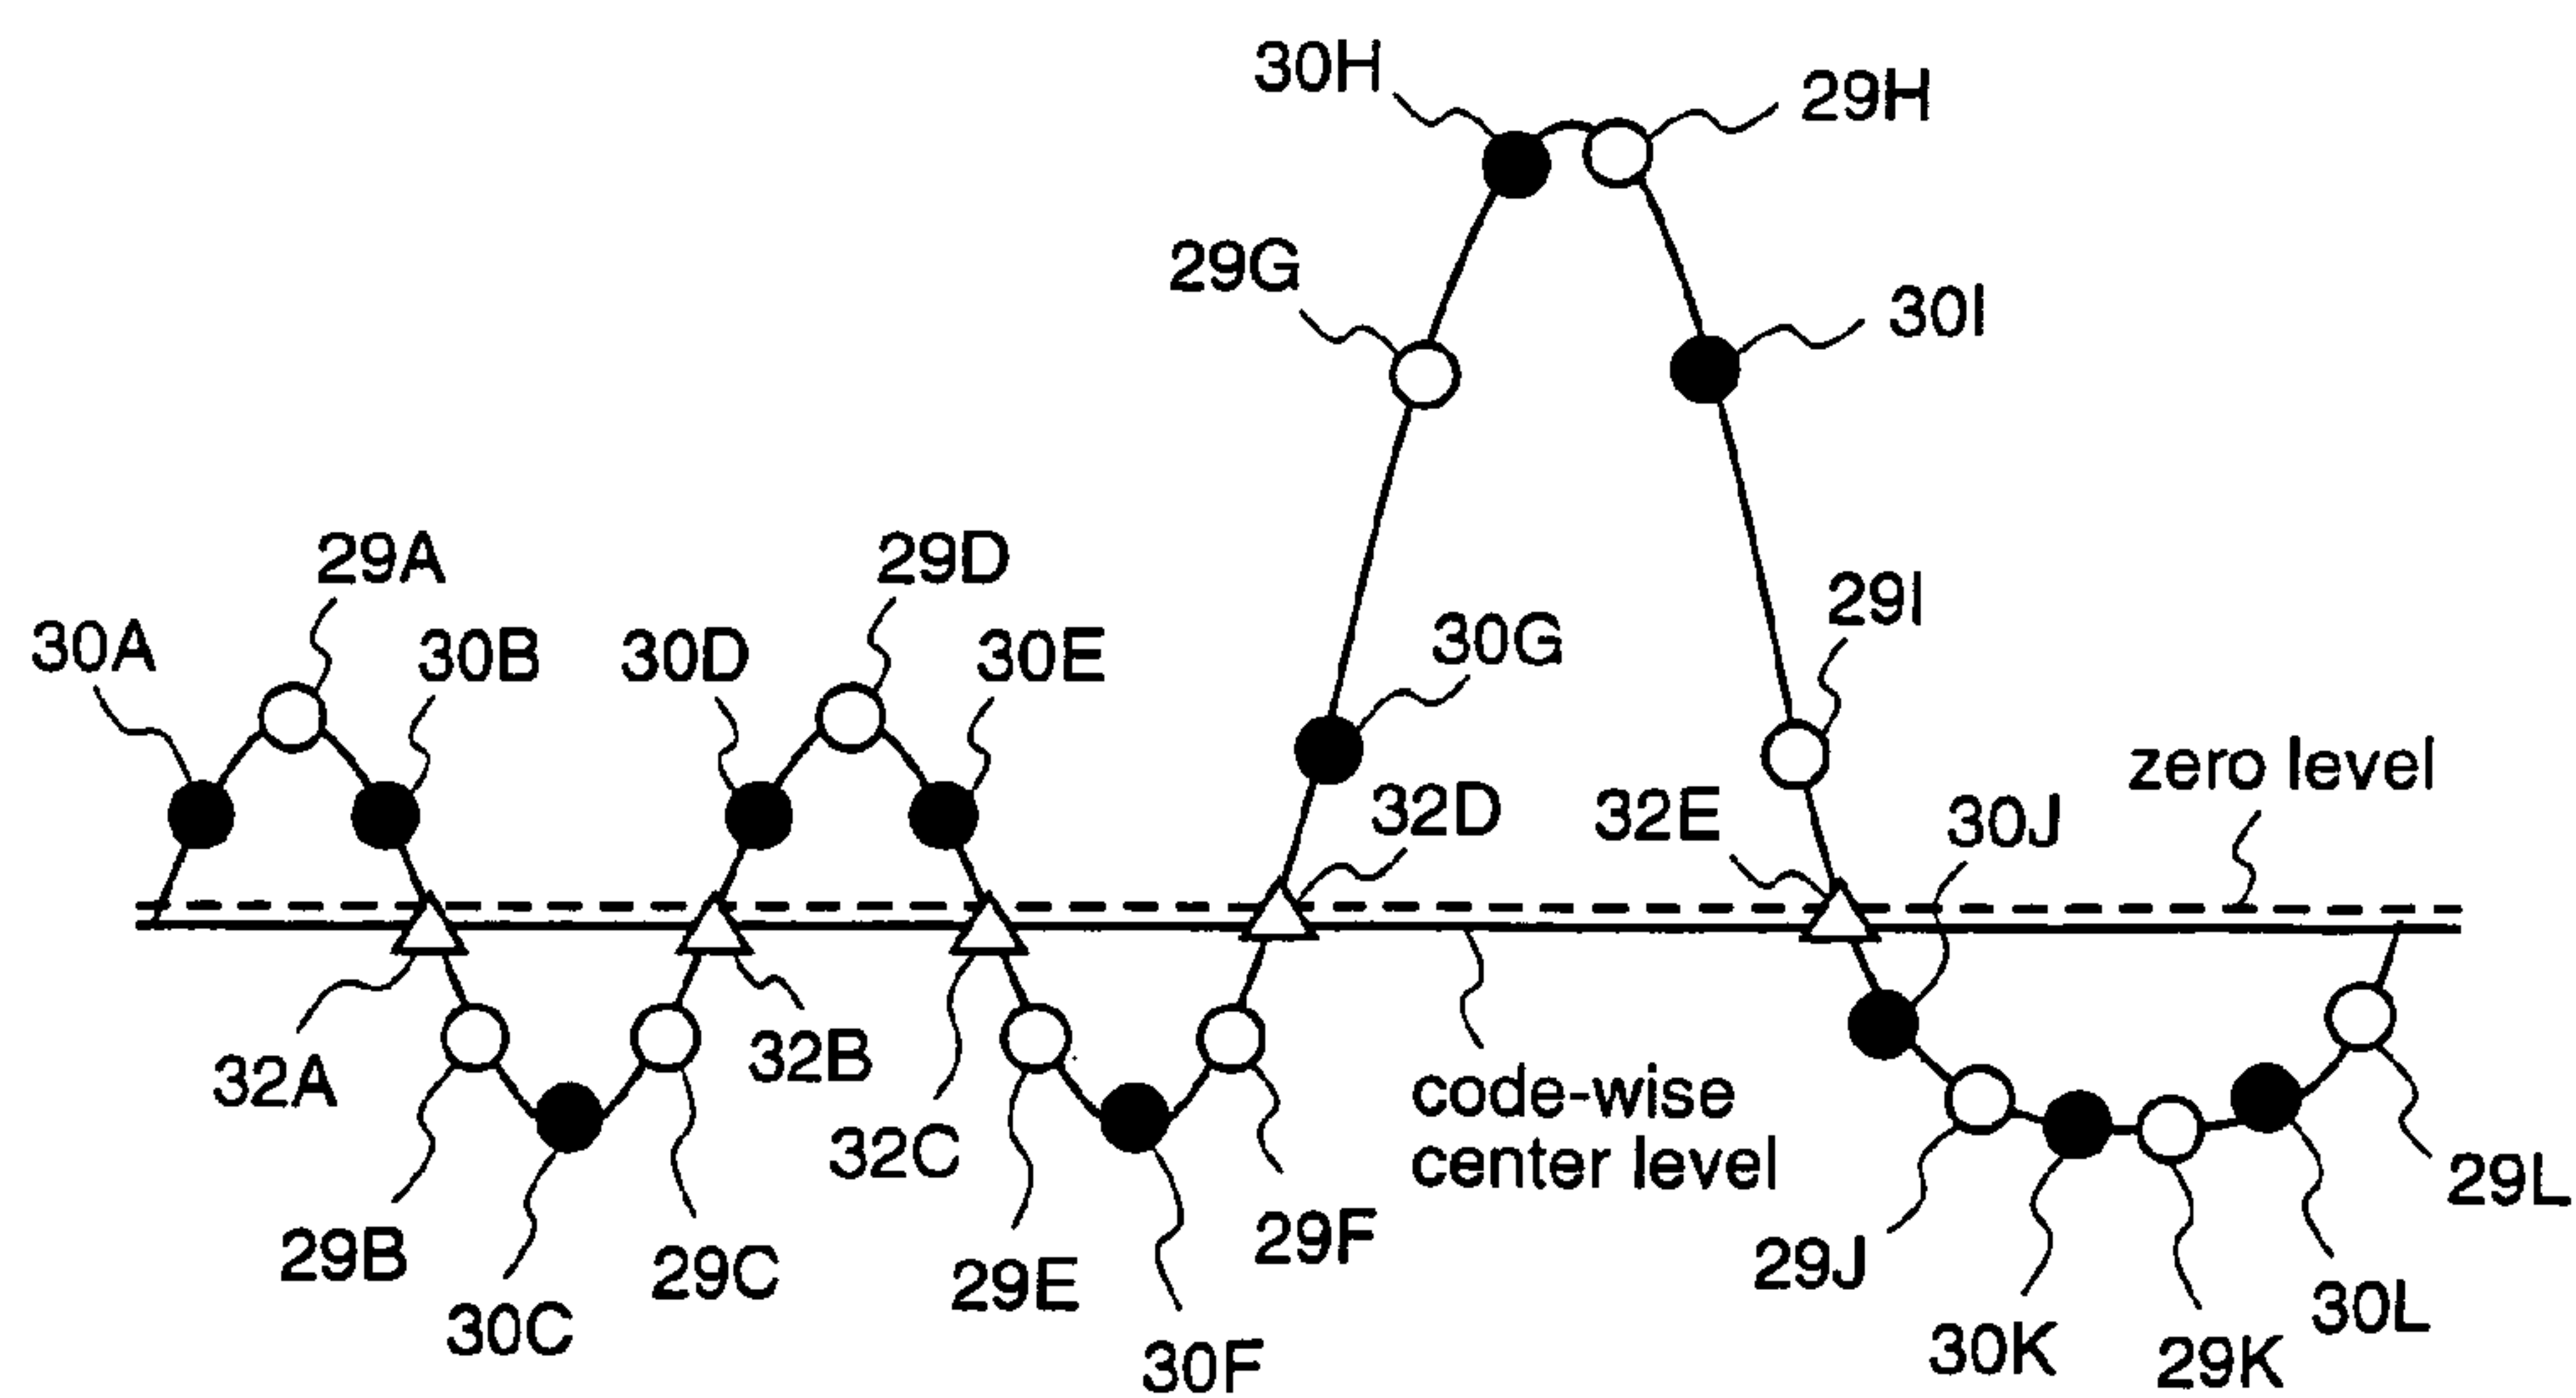 30H
29H
29G
30I
29A
29D
29I
30A
30B
30D
30E
30G
zero level
32D
32E
30J
32A
32B
32C
code-wise
center level
29B
29C
29E
29F
29J
29L
30C
30F
30K
29K
30L